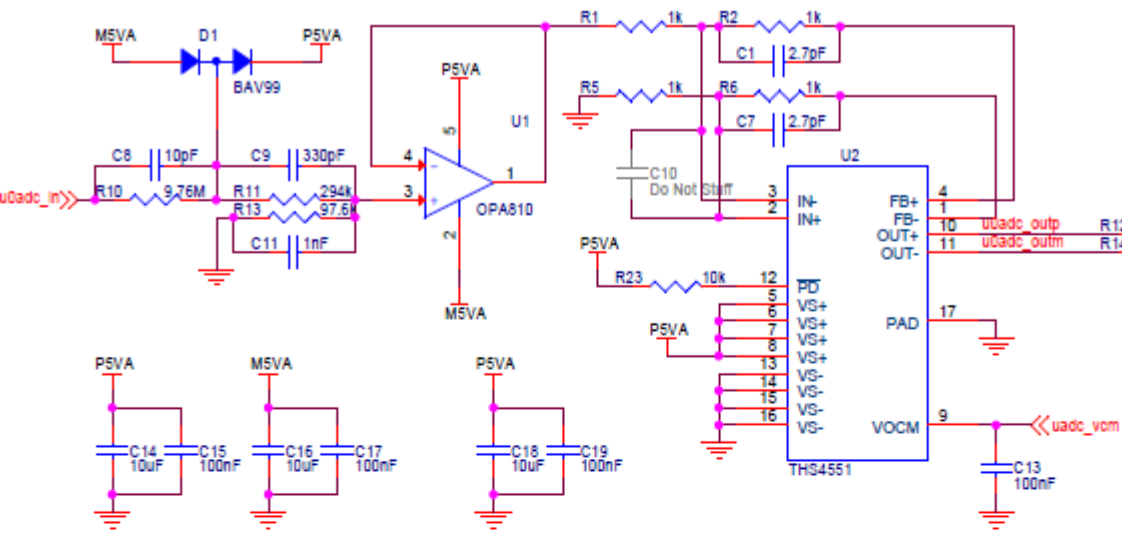 R1 1k R2 1k
M5VA D1 P5VA
C1 2.7pF
BAV99
P5VA
R5 1k R6 1k
5
U1
C7 2.7pF
C8 10pF C9 330pF
4
1
U2
C10
Do Not Stuff
u0adc_in R10 9.76M R11 294k
3
OPA810
3 IN- FB+ 4
R13 97.6k
2 IN+ FB- 1
OUT+ 10 u0adc_outp
C11 1nF
2
OUT- 11 u0adc_outm
P5VA
R23 10k 12 PD
5 VS+
M5VA
6 VS+
PAD 17
P5VA
7 VS+
8 VS+
P5VA M5VA P5VA
13 VS-
14 VS-
15 VS-
16 VS-
VOCM 9 uadc_vcm
C14 C15 C16 C17 C18 C19
10uF 100nF 10uF 100nF 10uF 100nF
THS4551
C13
100nF